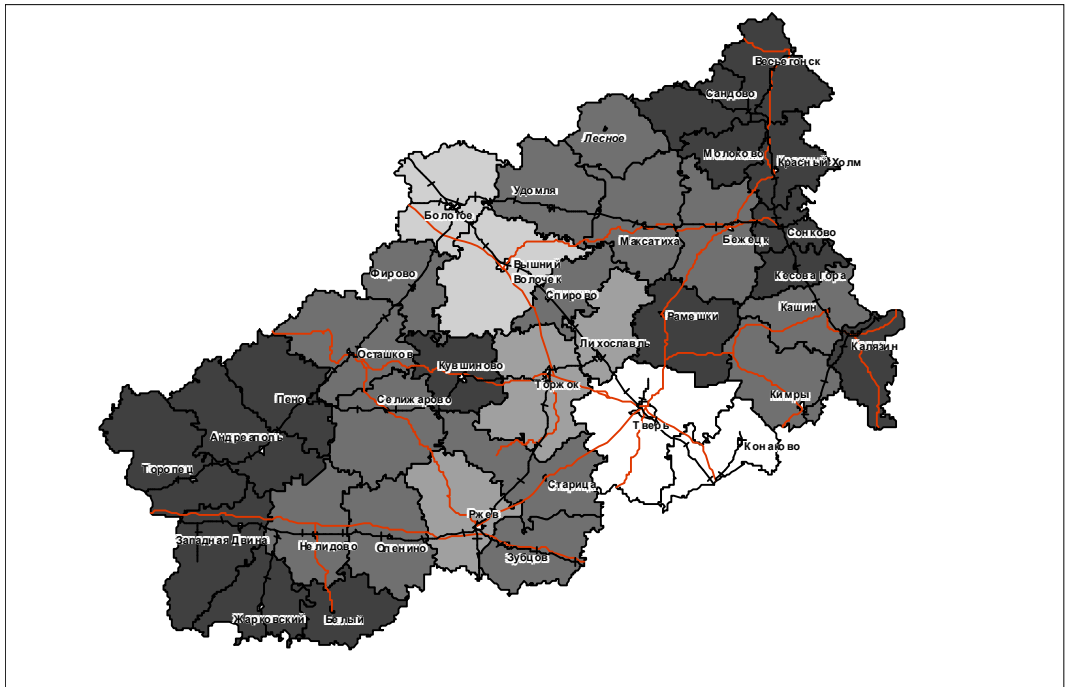 Весьегонск
Сандово
Лесное
Молоково
Красный Холм
Удомля
Бологое
Сонково
Максатиха
Бежецк
Вышний
Волочек
Фирово
Кесова гора
Спирово
Кашин
Рамешки
Лихославль
Калязин
Осташков
Кувшиново
Торжок
Кимры
Пено
Селижарово
Тверь
Андреаполь
Конаково
Торопец
Старица
Ржев
Западная Двина
Нелидово
Оленино
Зубцов
Жарковский
Белый